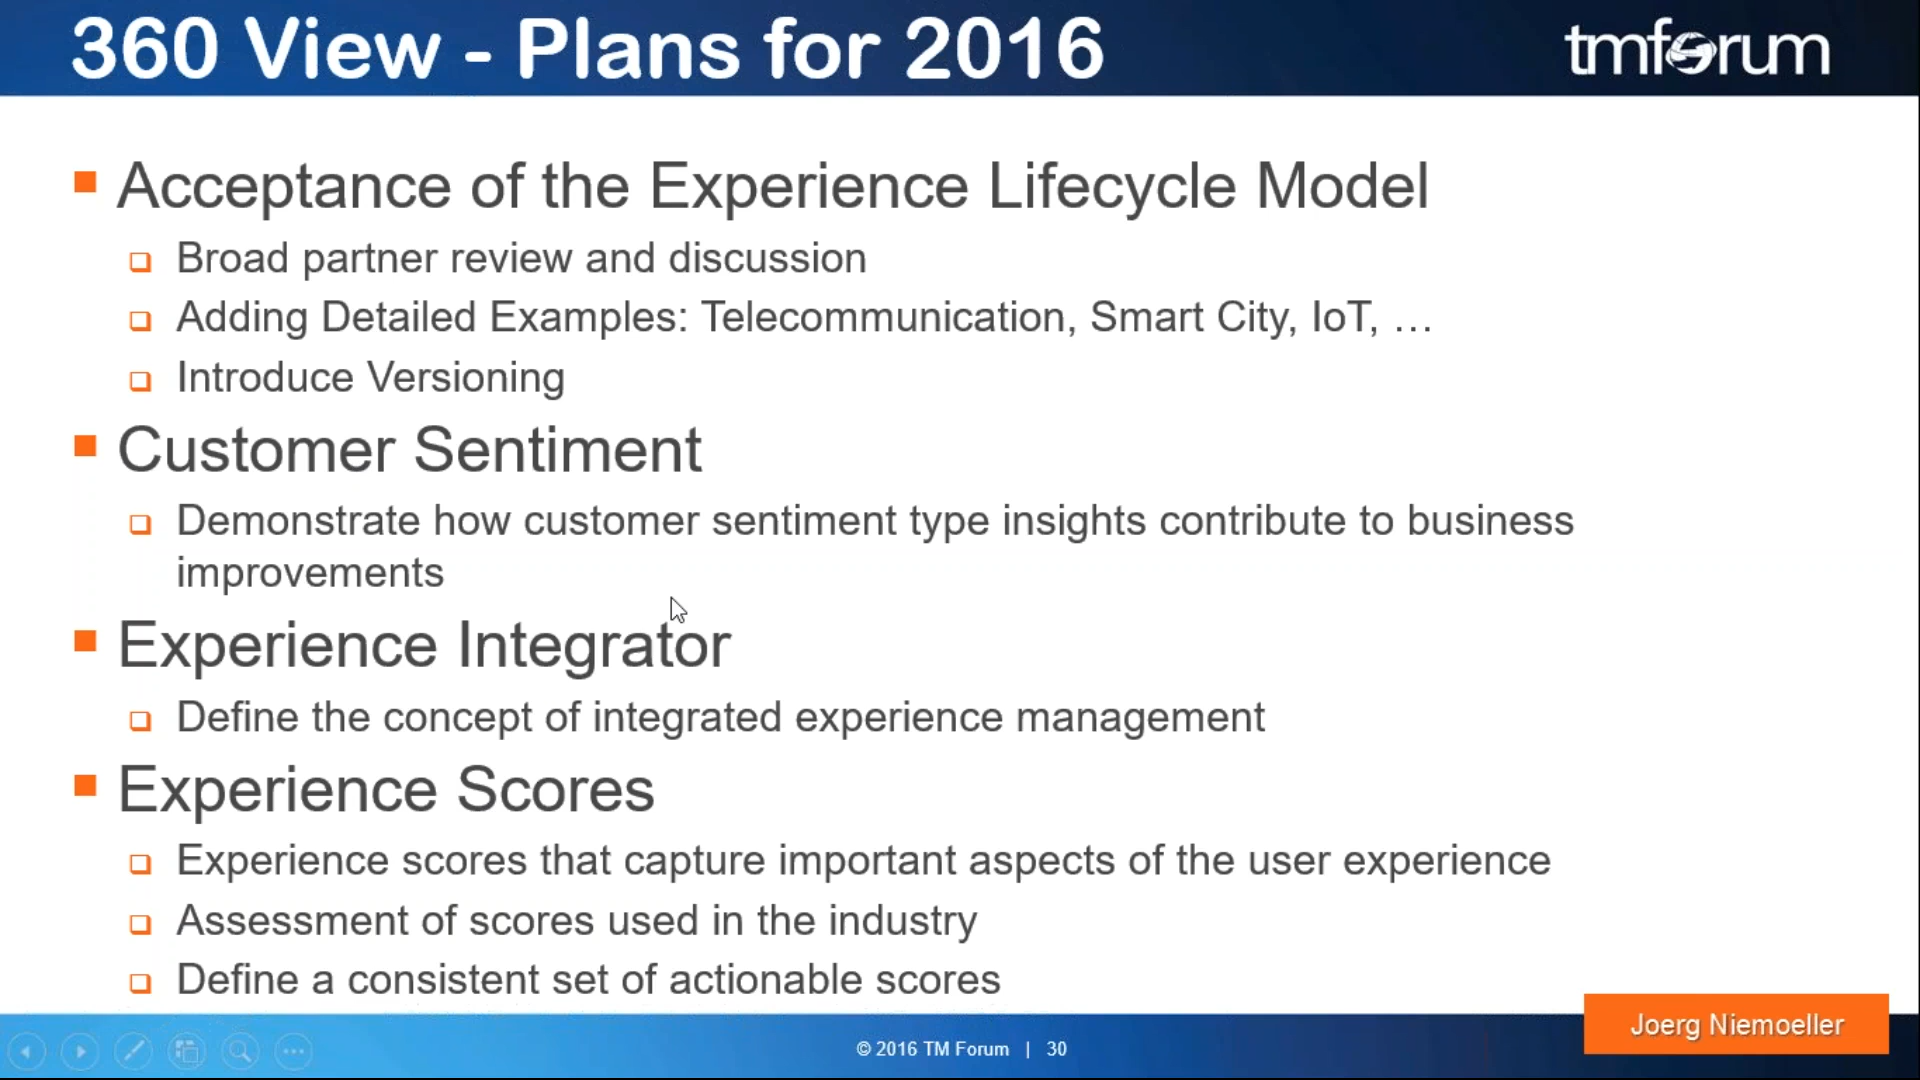 360 View - Plans for 2016
tmforum
Acceptance of the Experience Lifecycle Model
Broad partner review and discussion
Adding Detailed Examples: Telecommunication, Smart City, IoT, …
Introduce Versioning
Customer Sentiment
Demonstrate how customer sentiment type insights contribute to business
improvements
Experience Integrator
Define the concept of integrated experience management
Experience Scores
Experience scores that capture important aspects of the user experience
Assessment of scores used in the industry
Define a consistent set of actionable scores
Joerg Niemoeller
© 2016 TM Forum | 30